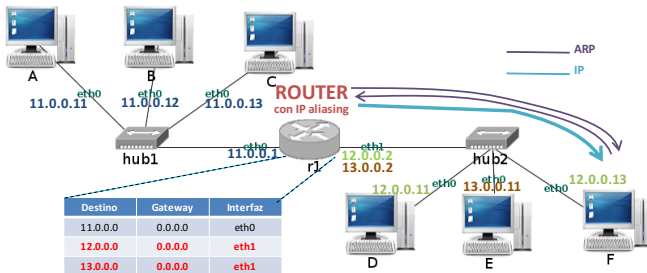 A
B
C
eth0
11.0.0.11
eth0
11.0.0.12
eth0
11.0.0.13
ARP
IP
ROUTER
con IP aliasing
hub1
eth0
11.0.0.1
r1
eth1
12.0.0.2
13.0.0.2
hub2
eth0
12.0.0.11
eth0
13.0.0.11
eth0
12.0.0.13
D
E
F
Destino Gateway Interfaz
11.0.0.0 0.0.0.0 eth0
12.0.0.0 0.0.0.0 eth1
13.0.0.0 0.0.0.0 eth1